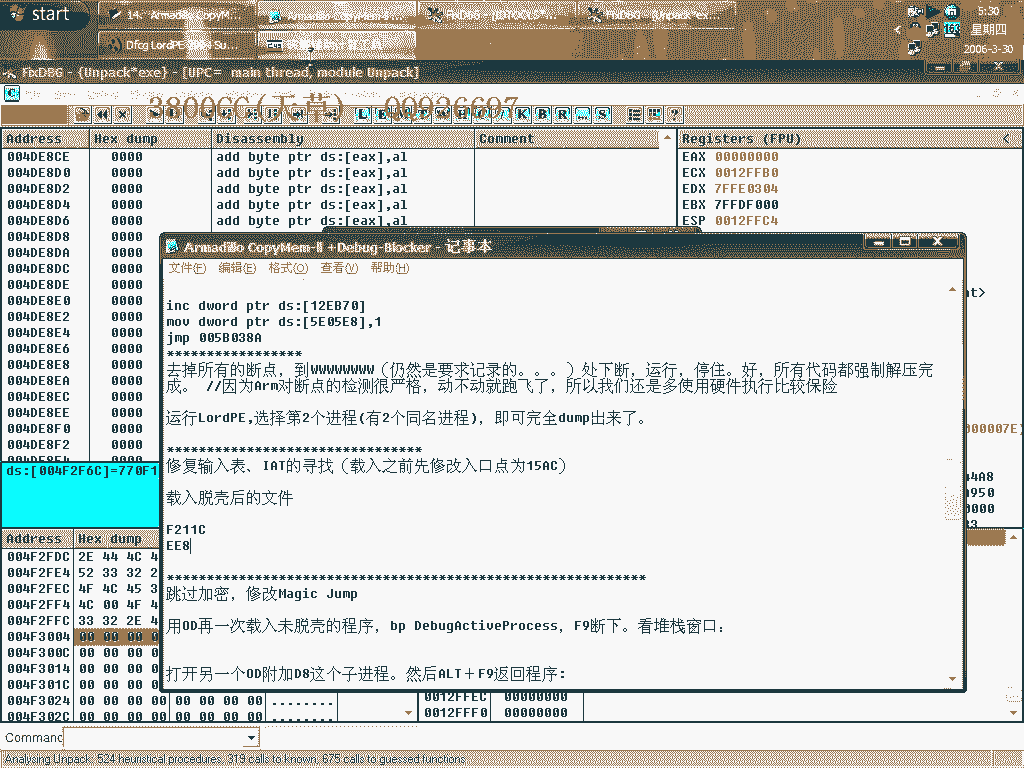 start
14. Armadillo CopyM...
Armadillo CopyMem-II ...
FixDBG - [UTOOLS*...
FixDBG - {Unpack*ex...
5:30
星期四
2006-3-30
Dfcg LordPE 2004 Su...
FixDBG - {Unpack*exe} - [UPC= main thread, module Unpack]
3800CC(天草) 00026697
Address Hex dump Disassembly Comment Registers (FPU)
004DE8CE 0000 add byte ptr ds:[eax],al EAX 00000000
004DE8D0 0000 add byte ptr ds:[eax],al ECX 0012FFB0
004DE8D2 0000 add byte ptr ds:[eax],al EDX 7FFE0304
004DE8D4 0000 add byte ptr ds:[eax],al EBX 7FFDF000
004DE8D6 0000 add byte ptr ds:[eax],al ESP 0012FFC4
004DE8D8 0000
004DE8DA 0000
004DE8DC 0000
004DE8DE 0000
004DE8E0 0000
004DE8E2 0000
004DE8E4 0000
004DE8E6 0000
004DE8E8 0000
004DE8EA 0000
004DE8EC 0000
004DE8EE 0000
004DE8F0 0000
004DE8F2 0000
004DE8F4 0000
ds:[004F2F6C]=770F1
Address Hex dump
004F2FDC 2E 44 4C 4
004F2FE4 52 33 32 2
004F2FEC 4F 4C 45 3
004F2FF4 4C 00 4F 4
004F2FFC 33 32 2E 4
004F3004 00 00 00 0
004F300C 00 00 00 0
004F3014 00 00 00 0
004F301C 00 00 00 0
004F3024 00 00 00 00 00 00 00 00 ........
004F302C 00 00 00 00 00 00 00 00 ........
Armadillo CopyMem-II +Debug-Blocker - 记事本
文件(F) 编辑(E) 格式(O) 查看(V) 帮助(H)
inc dword ptr ds:[12EB70]
mov dword ptr ds:[5E05E8],1
jmp 005B038A
*****************
去掉所有的断点，到WWWWWWWW（仍然是要求记录的。。。）处下断，运行，停住。好，所有代码都强制解压完
成。 //因为Arm对断点的检测很严格，动不动就跑飞了，所以我们还是多使用硬件执行比较保险
运行LordPE,选择第2个进程(有2个同名进程)，即可完全dump出来了。
********************************
修复输入表、IAT的寻找（载入之前先修改入口点为15AC）
载入脱壳后的文件
F211C
EE8
************************************************************
跳过加密，修改Magic Jump
用OD再一次载入未脱壳的程序，bp DebugActiveProcess，F9断下。看堆栈窗口：
打开另一个OD附加D8这个子进程。然后ALT＋F9返回程序:
nt>
000007E)
A4A8
A950
0000
0012FFEC 00000000
0012FFF0 00000000
Command
Analysing Unpack: 524 heuristical procedures, 319 calls to known, 675 calls to guessed functions